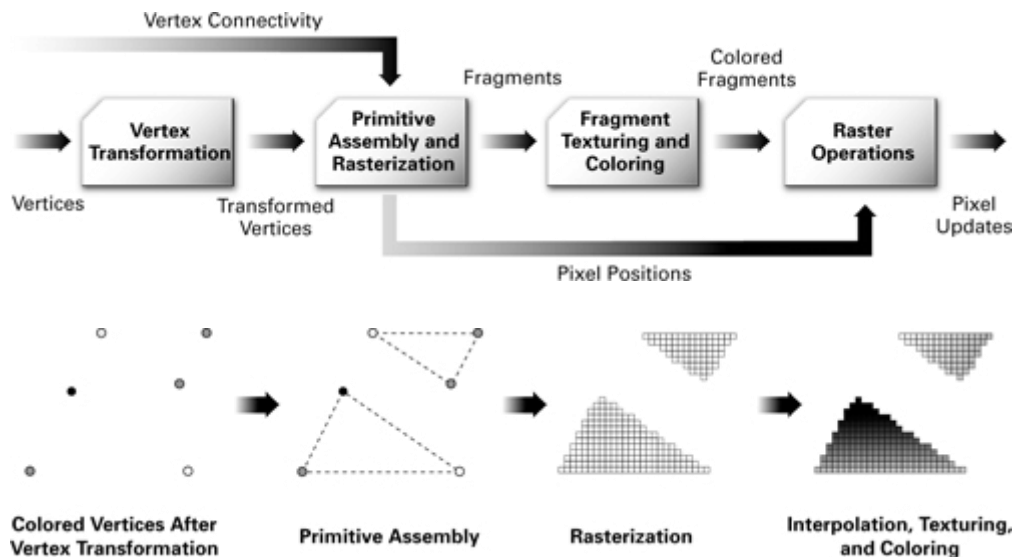 Vertex Connectivity
Vertices
Vertex
Transformation
Transformed
Vertices
Primitive
Assembly and
Rasterization
Fragments
Fragment
Texturing and
Coloring
Colored
Fragments
Raster
Operations
Pixel
Updates
Pixel Positions
Colored Vertices After
Vertex Transformation
Primitive Assembly
Rasterization
Interpolation, Texturing,
and Coloring